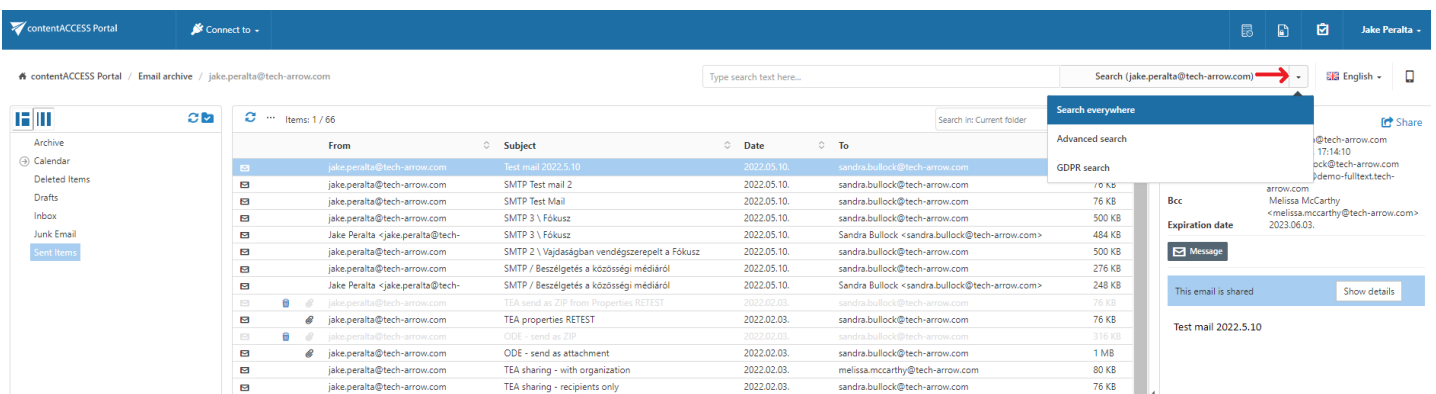 contentACCESS Portal Connect to Jake Peralta
contentACCESS Portal / Email archive / jake.peralta@tech-arrow.com Type search text here... Search (jake.peralta@tech-arrow.com) English
Search everywhere
Advanced search
GDPR search
Items: 1 / 66 Search in: Current folder
Share
Archive
Calendar
Deleted Items
Drafts
Inbox
Junk Email
Sent Items
From Subject Date To
jake.peralta@tech-arrow.com Test mail 2022.5.10 2022.05.10. sandra.bullock@tech-arrow.com
jake.peralta@tech-arrow.com SMTP Test mail 2 2022.05.10. sandra.bullock@tech-arrow.com 76 KB
jake.peralta@tech-arrow.com SMTP Test Mail 2022.05.10. sandra.bullock@tech-arrow.com 76 KB
jake.peralta@tech-arrow.com SMTP 3 \ Fókusz 2022.05.10. sandra.bullock@tech-arrow.com 500 KB
Jake Peralta <jake.peralta@tech- SMTP 3 \ Fókusz 2022.05.10. Sandra Bullock <sandra.bullock@tech-arrow.com> 484 KB
jake.peralta@tech-arrow.com SMTP 2 \ Vajdaságban vendégszerepelt a Fókusz 2022.05.10. sandra.bullock@tech-arrow.com 500 KB
jake.peralta@tech-arrow.com SMTP / Beszélgetés a közösségi médiáról 2022.05.10. sandra.bullock@tech-arrow.com 276 KB
Jake Peralta <jake.peralta@tech- SMTP / Beszélgetés a közösségi médiáról 2022.05.10. Sandra Bullock <sandra.bullock@tech-arrow.com> 248 KB
jake.peralta@tech-arrow.com TEA send as ZIP from Properties RETEST 2022.02.03. sandra.bullock@tech-arrow.com 76 KB
jake.peralta@tech-arrow.com TEA properties RETEST 2022.02.03. sandra.bullock@tech-arrow.com 76 KB
jake.peralta@tech-arrow.com ODE - send as ZIP 2022.02.03. sandra.bullock@tech-arrow.com 316 KB
jake.peralta@tech-arrow.com ODE - send as attachment 2022.02.03. sandra.bullock@tech-arrow.com 1 MB
jake.peralta@tech-arrow.com TEA sharing - with organization 2022.02.03. melissa.mccarthy@tech-arrow.com 80 KB
jake.peralta@tech-arrow.com TEA sharing - recipients only 2022.02.03. sandra.bullock@tech-arrow.com 76 KB
@tech-arrow.com
17:14:10
ock@tech-arrow.com
@demo-fulltext.tech-
arrow.com
Bcc Melissa McCarthy
<melissa.mccarthy@tech-arrow.com>
Expiration date 2023.06.03.
Message
This email is shared Show details
Test mail 2022.5.10